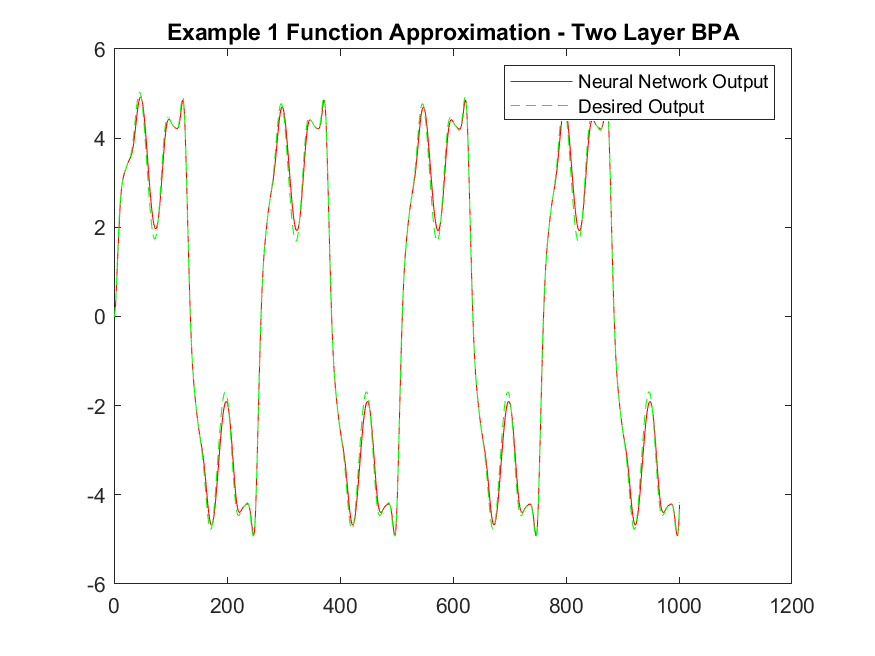 Example 1 Function Approximation - Two Layer BPA
6
Neural Network Output
Desired Output
4
2
0
-2
-4
-6
0 200 400 600 800 1000 1200